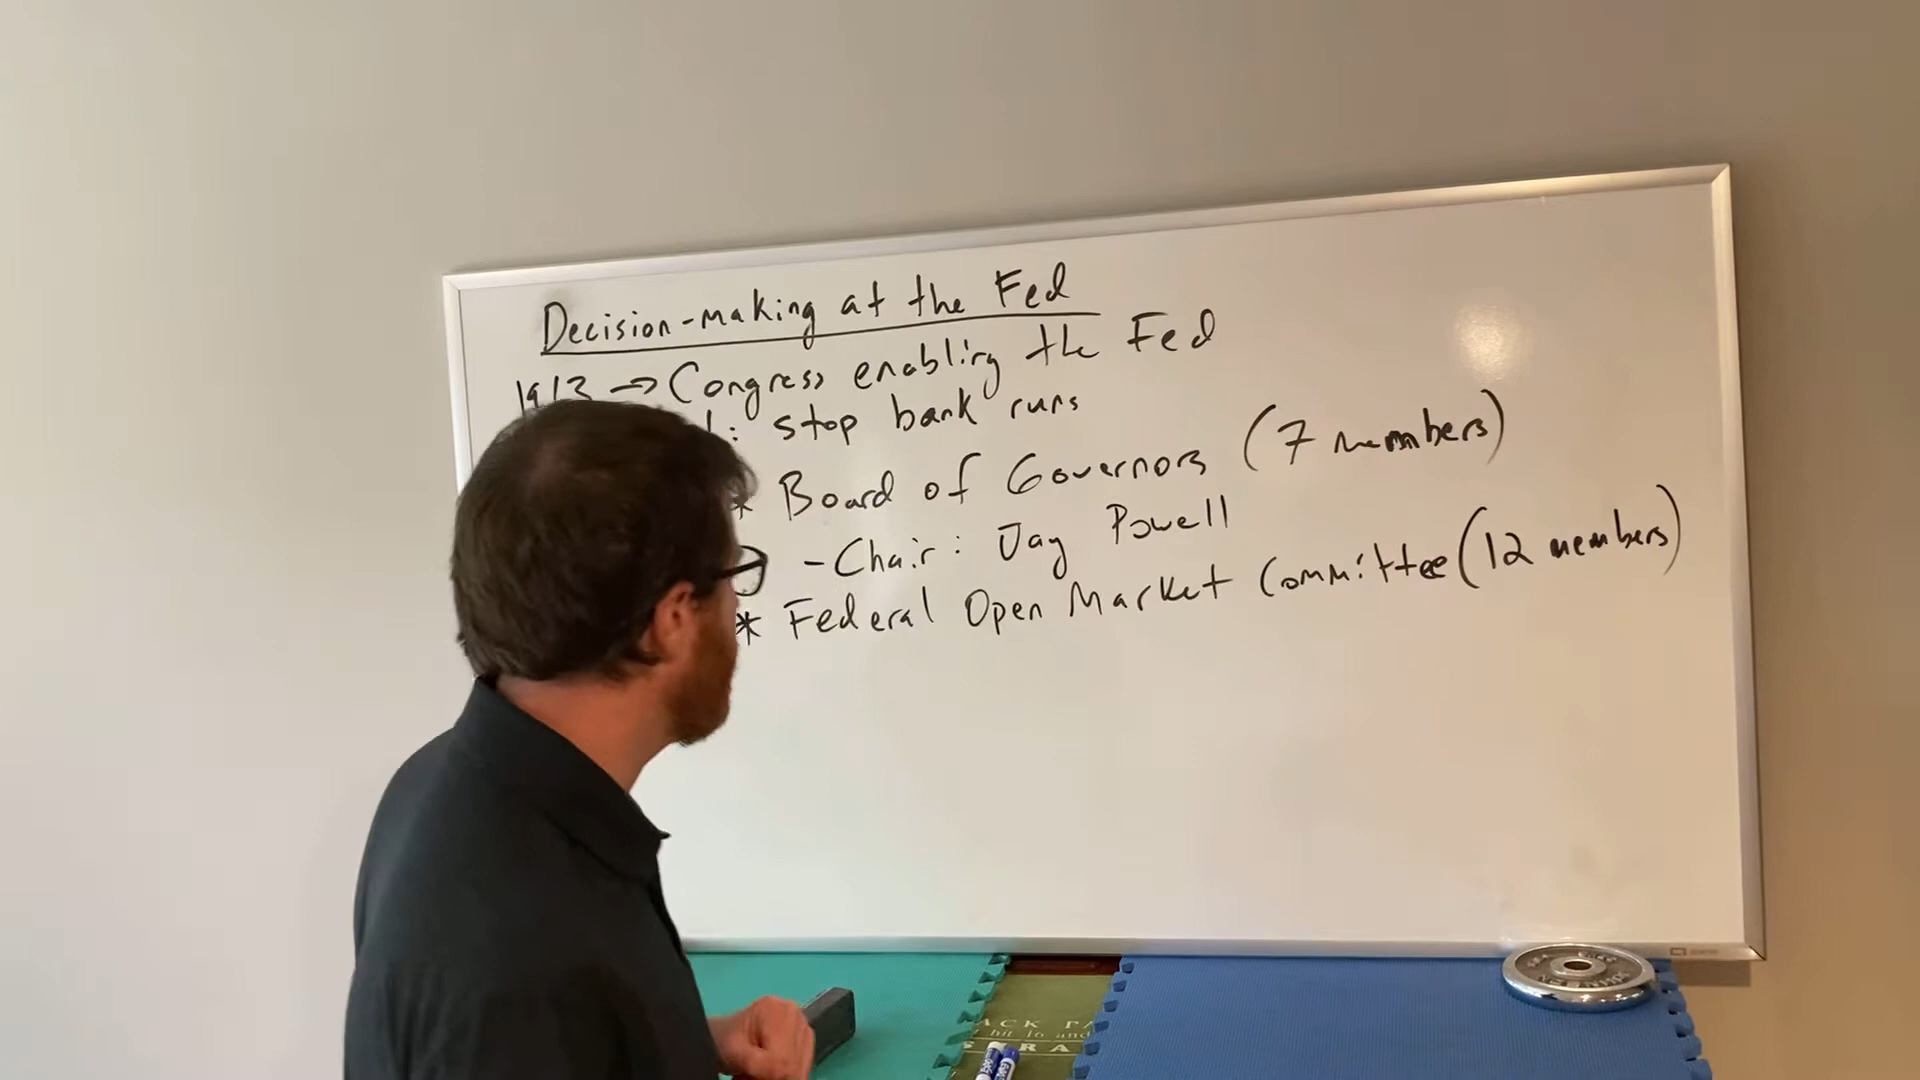 Decision-making at the Fed
1913 → Congress enabling the Fed
: stop bank runs
* Board of Governors (7 members)
- Chair: Jay Powell
* Federal Open Market Committee (12 members)